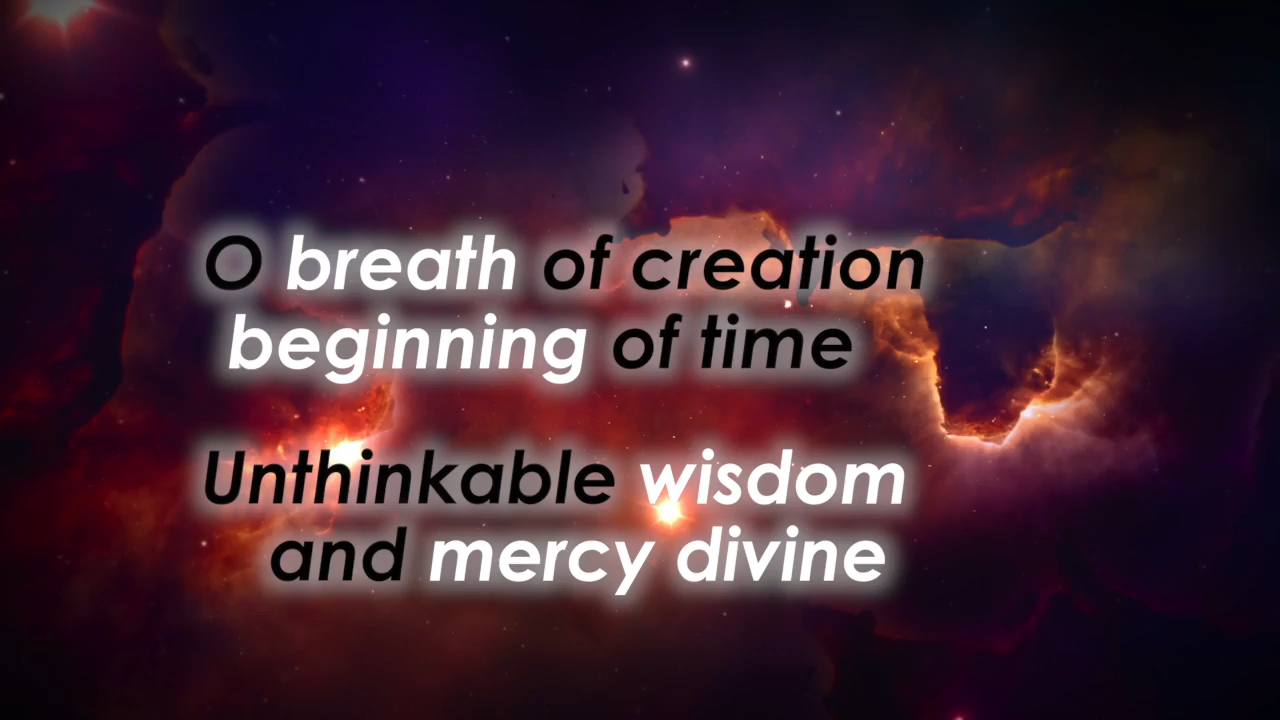 O breath of creation
beginning of time
Unthinkable wisdom
and mercy divine